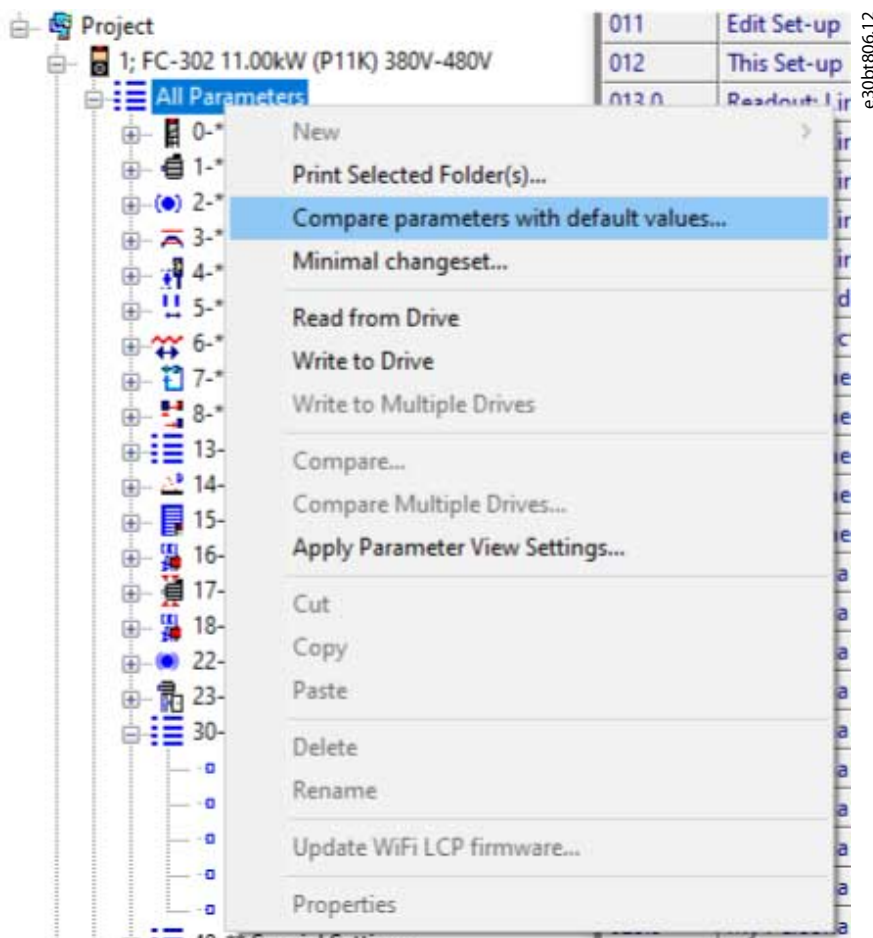 Project
1; FC-302 11.00kW (P11K) 380V-480V
All Parameters
0-*
1-*
2-*
3-*
4-*
5-*
6-*
7-*
8-*
13-
14-
15-
16-
17-
18-
22-
23-
30-
New
Print Selected Folder(s)...
Compare parameters with default values...
Minimal changeset...
Read from Drive
Write to Drive
Write to Multiple Drives
Compare...
Compare Multiple Drives...
Apply Parameter View Settings...
Cut
Copy
Paste
Delete
Rename
Update WiFi LCP firmware...
Properties
011 Edit Set-up
012 This Set-up
013.0 Readout:
e30bt806.12